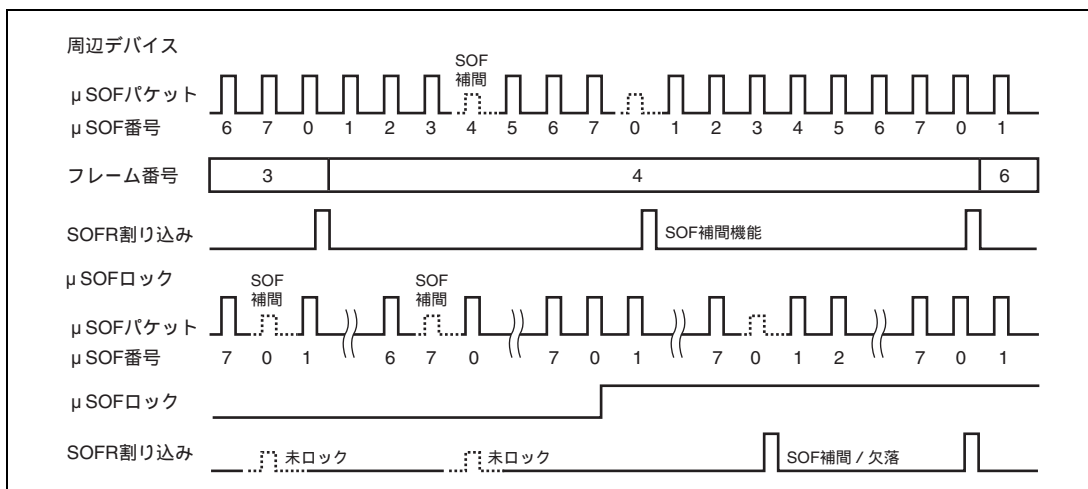 周辺デバイス
SOF
補間
μ SOFパケット
μ SOF番号 6 7 0 1 2 3 4 5 6 7 0 1 2 3 4 5 6 7 0 1
フレーム番号 3 4 6
SOFR割り込み SOF補間機能
μ SOFロック SOF SOF
補間 補間
μ SOFパケット
μ SOF番号 7 0 1 6 7 0 7 0 1 7 0 1 2 7 0 1
μ SOFロック
SOFR割り込み 未ロック 未ロック SOF補間 / 欠落